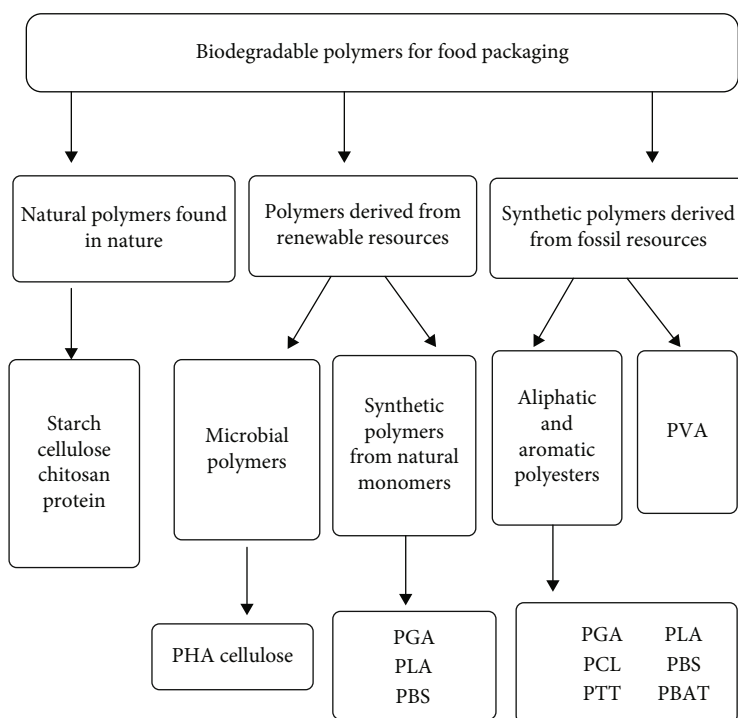 Biodegradable polymers for food packaging
Natural polymers found
in nature
Polymers derived from
renewable resources
Synthetic polymers derived
from fossil resources
Starch
cellulose
chitosan
protein
Microbial
polymers
Synthetic
polymers
from natural
monomers
Aliphatic
and
aromatic
polyesters
PVA
PHA cellulose
PGA
PLA
PBS
PGA PLA
PCL PBS
PTT PBAT